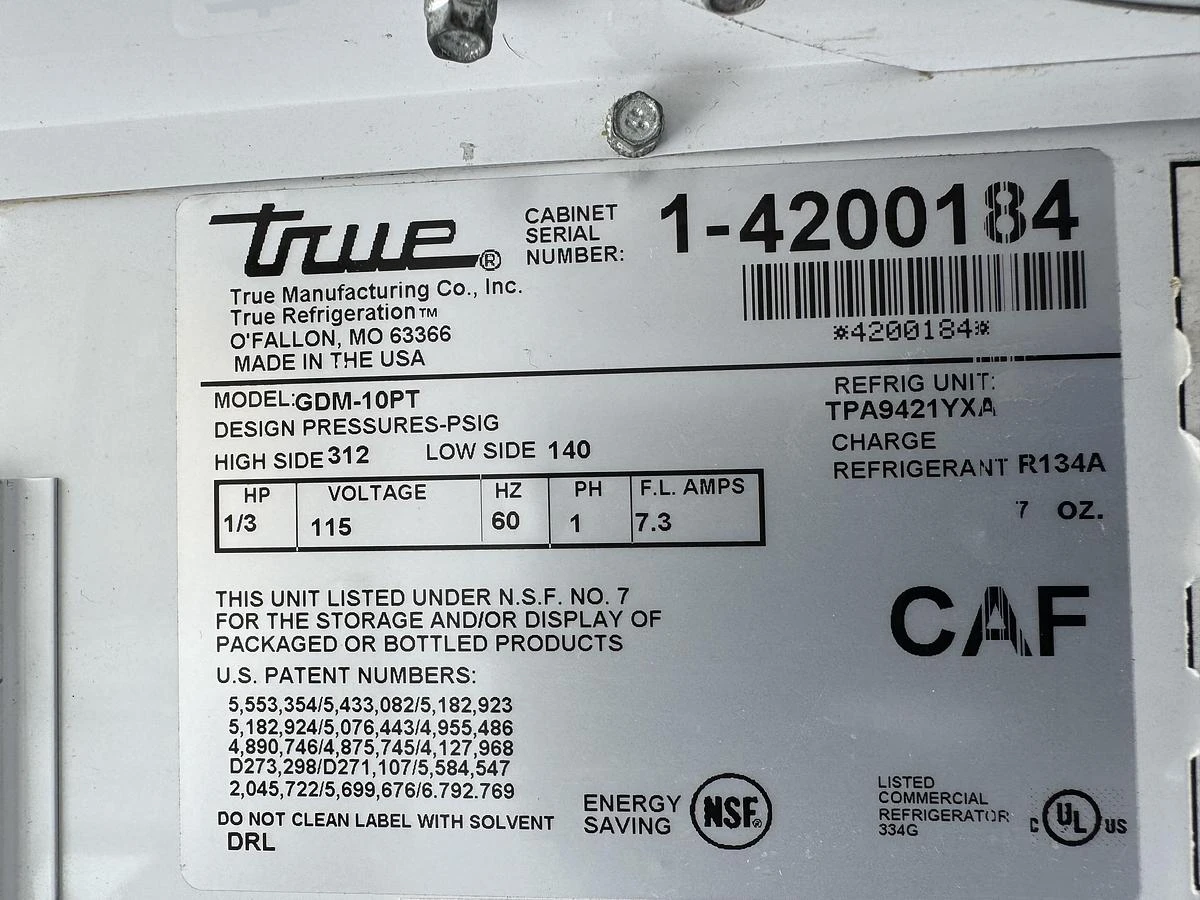 true®
CABINET
SERIAL
NUMBER:
1-4200184
*4200184*
True Manufacturing Co., Inc.
True Refrigeration™
O'FALLON, MO 63366
MADE IN THE USA
MODEL:GDM-10PT
DESIGN PRESSURES-PSIG
HIGH SIDE 312 LOW SIDE 140
REFRIG UNIT:
TPA9421YXA
CHARGE
REFRIGERANT R134A
7 OZ.
HP VOLTAGE HZ PH F.L. AMPS
1/3 115 60 1 7.3
THIS UNIT LISTED UNDER N.S.F. NO. 7
FOR THE STORAGE AND/OR DISPLAY OF
PACKAGED OR BOTTLED PRODUCTS
CAF
U.S. PATENT NUMBERS:
5,553,354/5,433,082/5,182,923
5,182,924/5,076,443/4,955,486
4,890,746/4,875,745/4,127,968
D273,298/D271,107/5,584,547
2,045,722/5,699,676/6.792.769
DO NOT CLEAN LABEL WITH SOLVENT
DRL
ENERGY
SAVING
NSF®
LISTED
COMMERCIAL
REFRIGERATOR
334G
C UL US